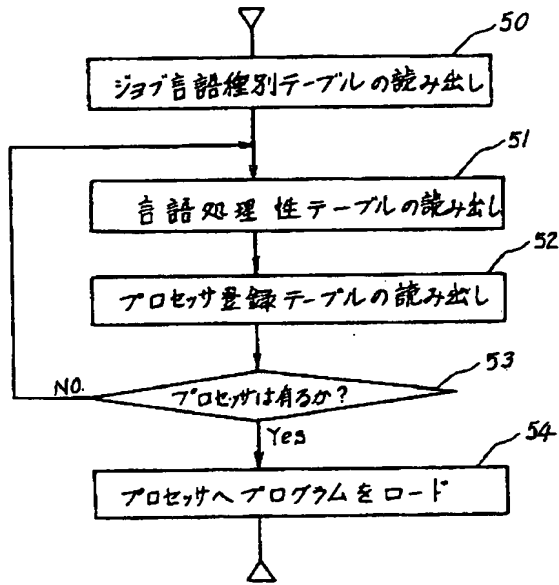 50
ジョブ言語種別テーブルの読み出し
51
言語処理性テーブルの読み出し
52
プロセッサ登録テーブルの読み出し
53
プロセッサは有るか?
NO.
Yes
54
プロセッサへプログラムをロード